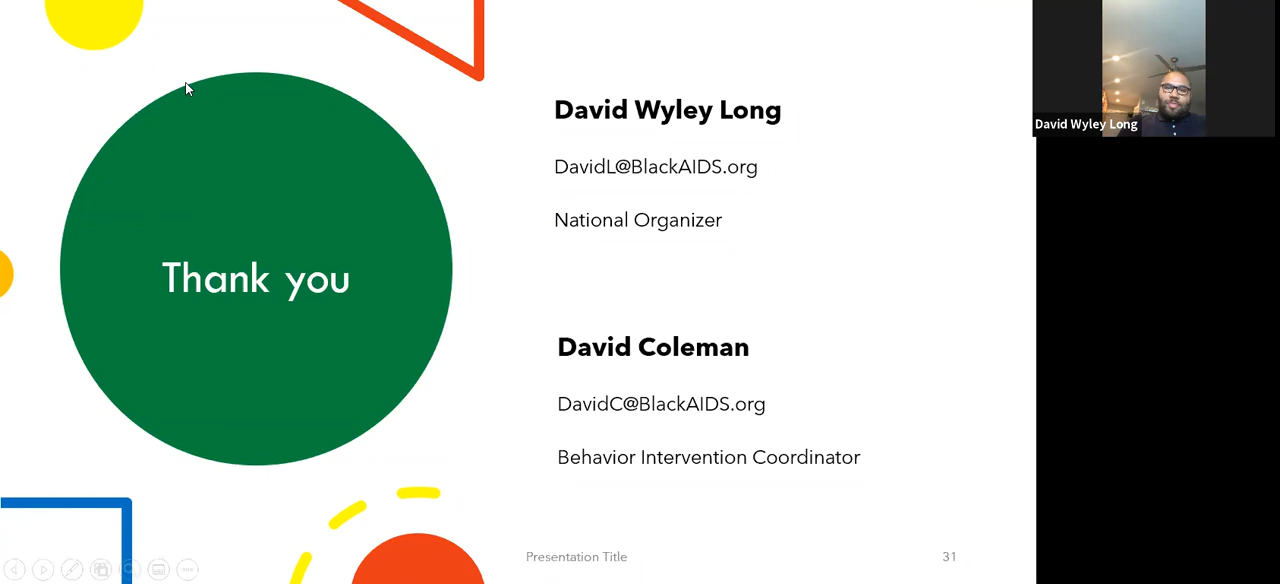 Thank you
David Wyley Long
DavidL@BlackAIDS.org
National Organizer
David Coleman
DavidC@BlackAIDS.org
Behavior Intervention Coordinator
Presentation Title
31
David Wyley Long